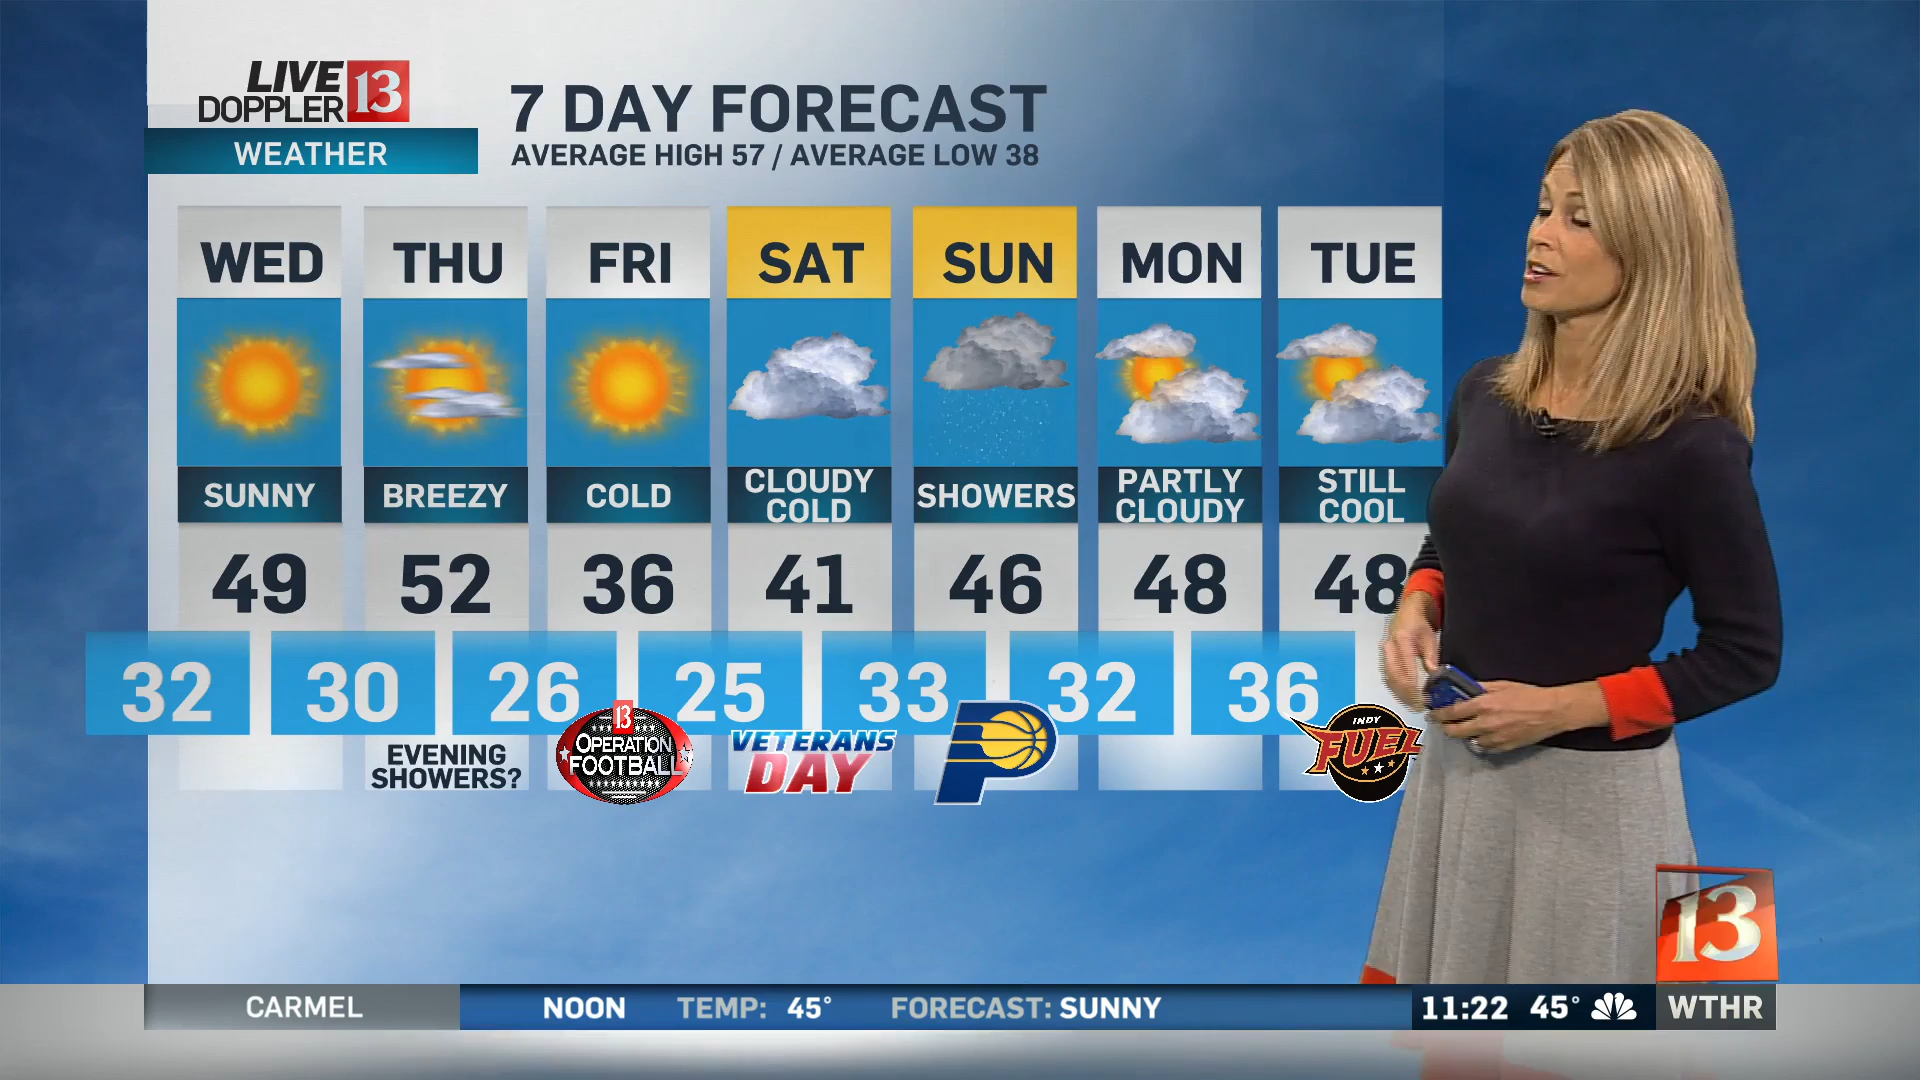 LIVE
DOPPLER 13
WEATHER
7 DAY FORECAST
AVERAGE HIGH 57 / AVERAGE LOW 38
WED THU FRI SAT SUN MON TUE
SUNNY BREEZY COLD CLOUDY COLD SHOWERS PARTLY CLOUDY STILL COOL
49 52 36 41 46 48 48
32 30 26 25 33 32 36
EVENING
SHOWERS?
13
OPERATION
FOOTBALL
VETERANS
DAY
INDY
FUEL
13
CARMEL NOON TEMP: 45° FORECAST: SUNNY 11:22 45° WTHR